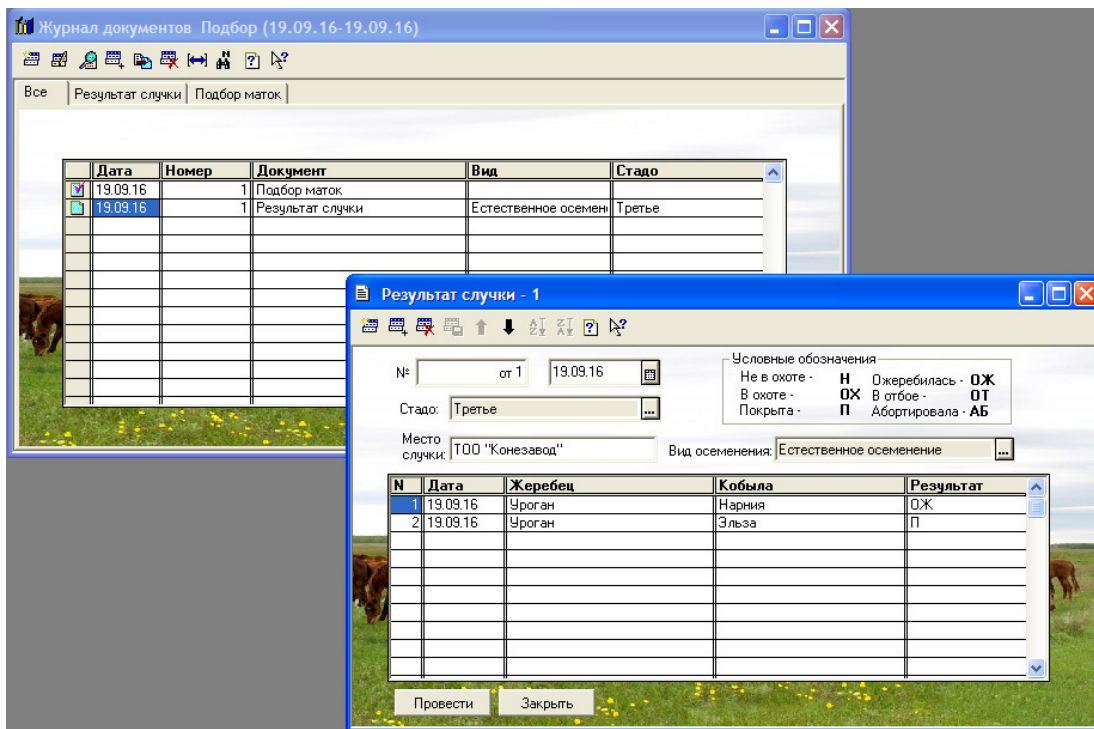 Журнал документов Подбор (19.09.16-19.09.16)
Все Результат случки Подбор маток
Дата Номер Документ Вид Стадо
19.09.16 1 Подбор маток
19.09.16 1 Результат случки Естественное осемен Третье
Результат случки - 1
№ от 1 19.09.16
Стадо: Третье ...
Место случки: ТОО "Конезавод"
Условные обозначения
Не в охоте - Н Ожеребилась - ОЖ
В охоте - ОХ В отбое - ОТ
Покрыта - П Абортировала - АБ
Вид осеменения: Естественное осеменение ...
N Дата Жеребец Кобыла Результат
1 19.09.16 Уроган Нарния ОЖ
2 19.09.16 Уроган Эльза П
Провести Закрыть